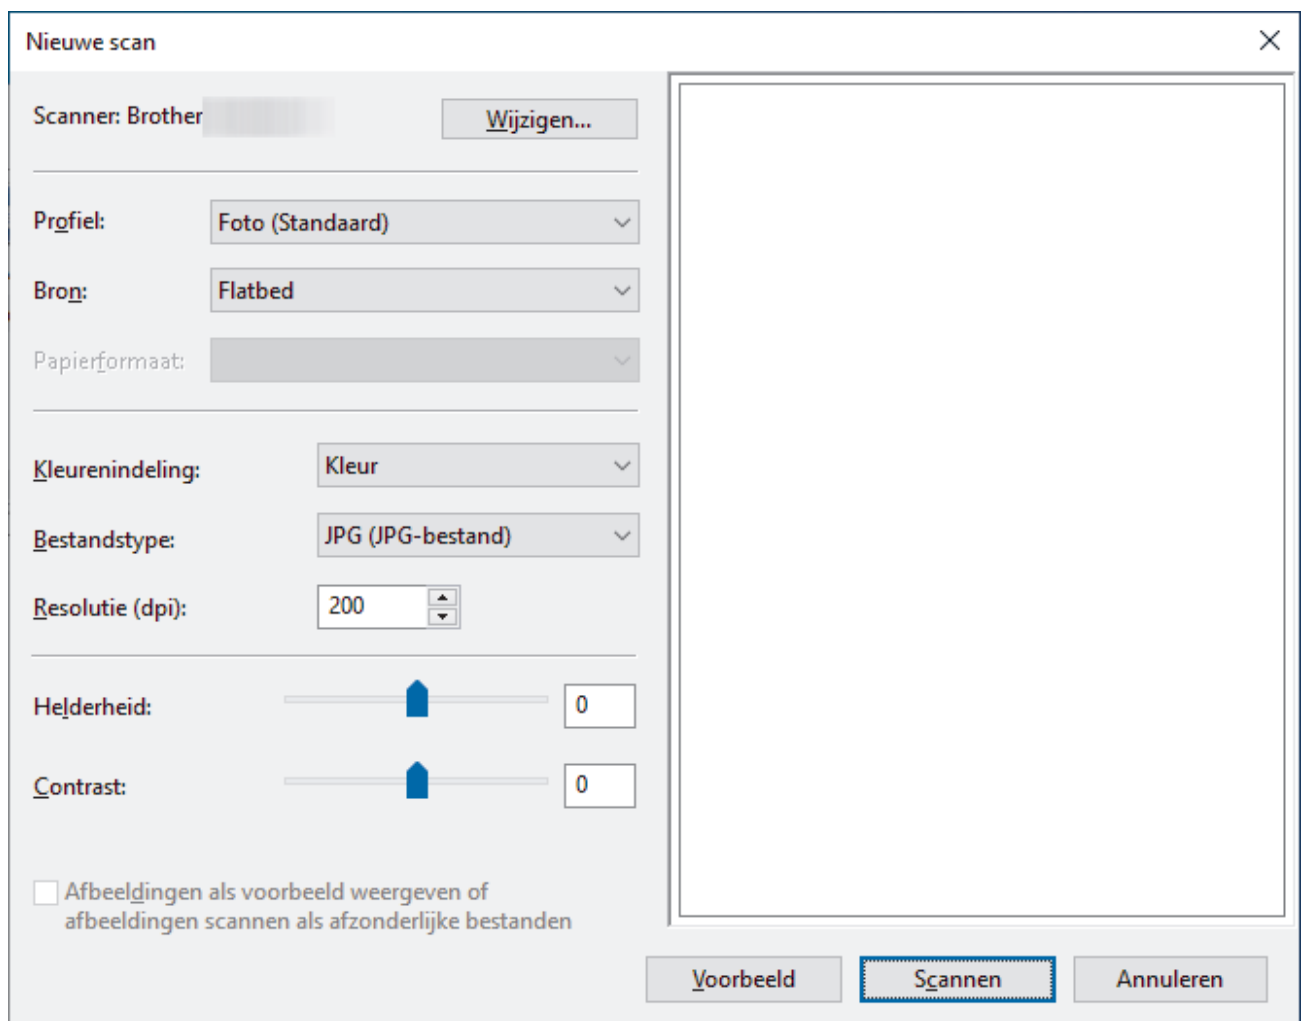 Nieuwe scan
Scanner: Brother
Wijzigen...
Profiel: Foto (Standaard)
Bron: Flatbed
Papierformaat:
Kleurenindeling: Kleur
Bestandstype: JPG (JPG-bestand)
Resolutie (dpi): 200
Helderheid: 0
Contrast: 0
Afbeeldingen als voorbeeld weergeven of
afbeeldingen scannen als afzonderlijke bestanden
Voorbeeld Scannen Annuleren